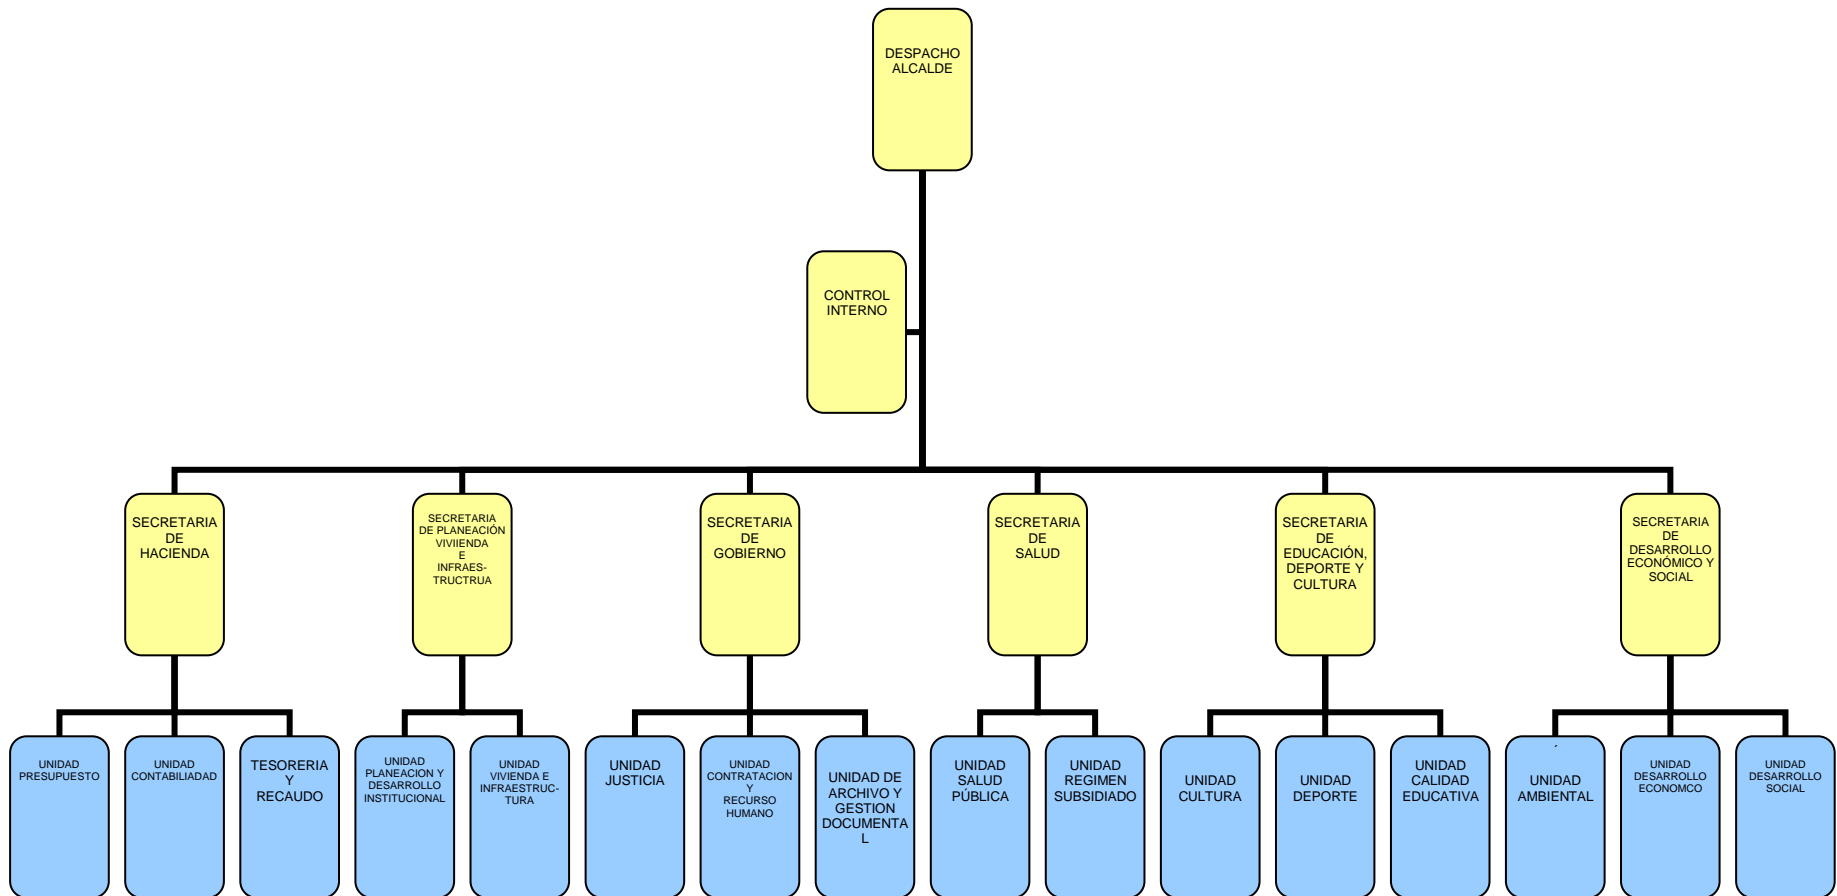 DESPACHO
ALCALDE
CONTROL
INTERNO
SECRETARIA
DE
HACIENDA
SECRETARIA
DE PLANEACIÓN
VIVIIENDA
E
INFRAES-
TRUCTRUA
SECRETARIA
DE
GOBIERNO
SECRETARIA
DE
SALUD
SECRETARIA
DE
EDUCACIÓN,
DEPORTE Y
CULTURA
SECRETARIA
DE
DESARROLLO
ECONÓMICO Y
SOCIAL
UNIDAD
PRESUPUESTO
UNIDAD
CONTABILIADAD
TESORERIA
Y
RECAUDO
UNIDAD
PLANEACION Y
DESARROLLO
INSTITUCIONAL
UNIDAD
VIVIENDA E
INFRAESTRUC-
TURA
UNIDAD
JUSTICIA
UNIDAD
CONTRATACION
Y
RECURSO
HUMANO
UNIDAD DE
ARCHIVO Y
GESTION
DOCUMENTA
L
UNIDAD
SALUD
PÚBLICA
UNIDAD
REGIMEN
SUBSIDIADO
UNIDAD
CULTURA
UNIDAD
DEPORTE
UNIDAD
CALIDAD
EDUCATIVA
´
UNIDAD
AMBIENTAL
UNIDAD
DESARROLLO
ECONOMCO
UNIDAD
DESARROLLO
SOCIAL